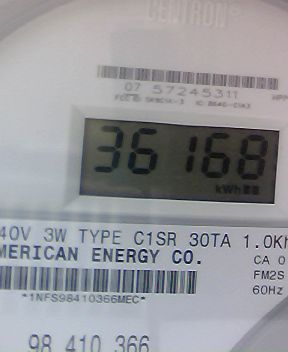 CENTRON®
07 57245311
36168
kWh
40V 3W TYPE C1SR 30TA 1.0Kh
MERICAN ENERGY CO.
CA 0
FM2S
60Hz
*1NFS98410366MEC*
98 410 366